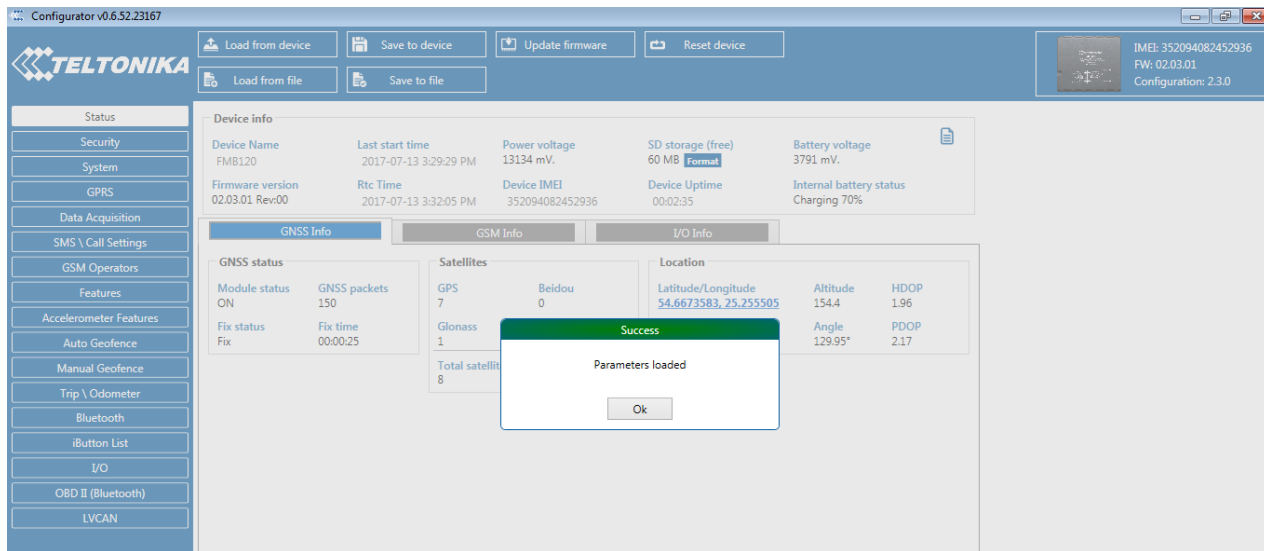 Configurator v0.6.52.23167
TELTONIKA
Load from device
Save to device
Update firmware
Reset device
Load from file
Save to file
IMEI: 352094082452936
FW: 02.03.01
Configuration: 2.3.0
Status
Security
System
GPRS
Data Acquisition
SMS \ Call Settings
GSM Operators
Features
Accelerometer Features
Auto Geofence
Manual Geofence
Trip \ Odometer
Bluetooth
iButton List
I/O
OBD II (Bluetooth)
LVCAN
Device info
Device Name
FMB120
Last start time
2017-07-13 3:29:29 PM
Power voltage
13134 mV.
SD storage (free)
60 MB Format
Battery voltage
3791 mV.
Firmware version
02.03.01 Rev:00
Rtc Time
2017-07-13 3:32:05 PM
Device IMEI
352094082452936
Device Uptime
00:02:35
Internal battery status
Charging 70%
GNSS Info
GSM Info
I/O Info
GNSS status
Module status
ON
GNSS packets
150
Fix status
Fix
Fix time
00:00:25
Satellites
GPS
7
Beidou
0
Glonass
1
Total satellit
8
Location
Latitude/Longitude
54.6673583, 25.255505
Altitude
154.4
HDOP
1.96
Angle
129.95°
PDOP
2.17
Success
Parameters loaded
Ok